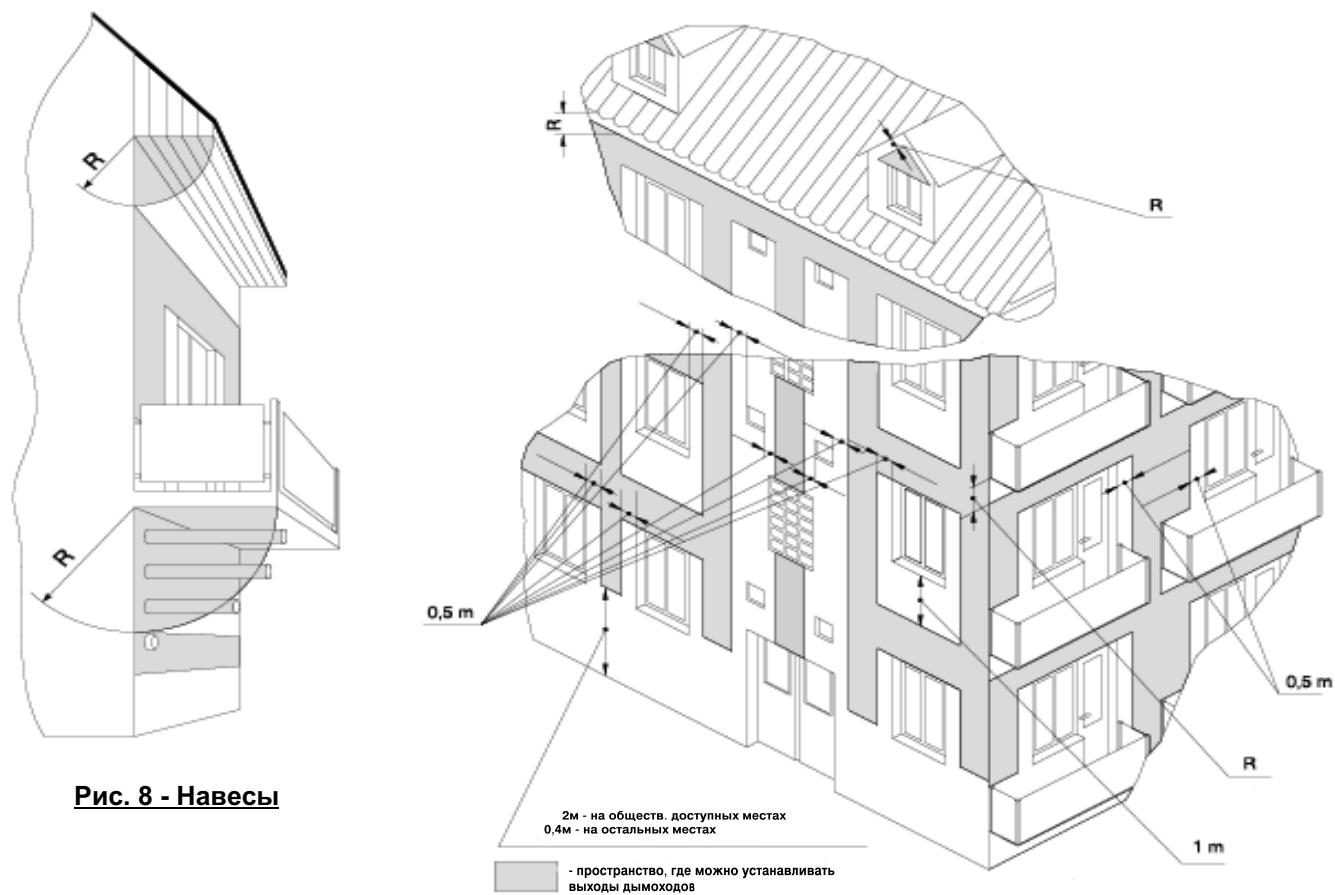 R
R
R
R
0,5 m
0,5 m
R
1 m
Рис. 8 - Навесы
2м - на обществ. доступных местах
0,4м - на остальных местах
- пространство, где можно устанавливать
выходы дымоходов